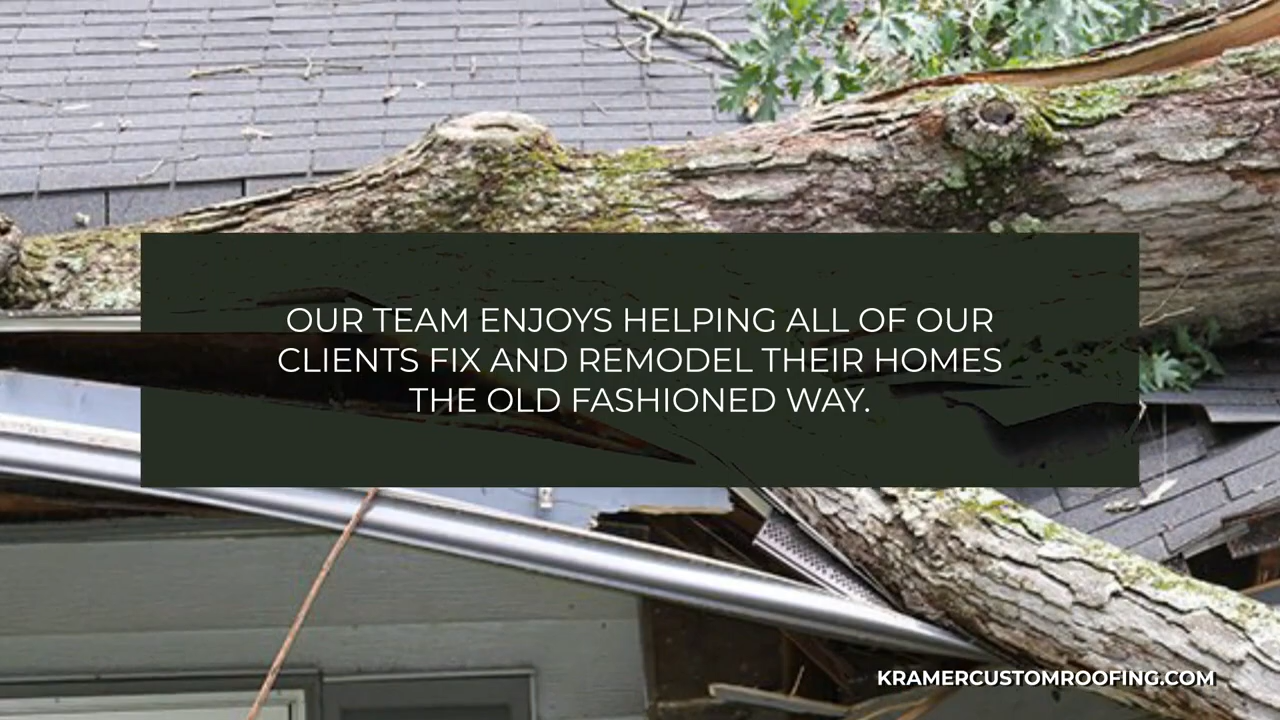 OUR TEAM ENJOYS HELPING ALL OF OUR
CLIENTS FIX AND REMODEL THEIR HOMES
THE OLD FASHIONED WAY.
KRAMERCUSTOMROOFING.COM